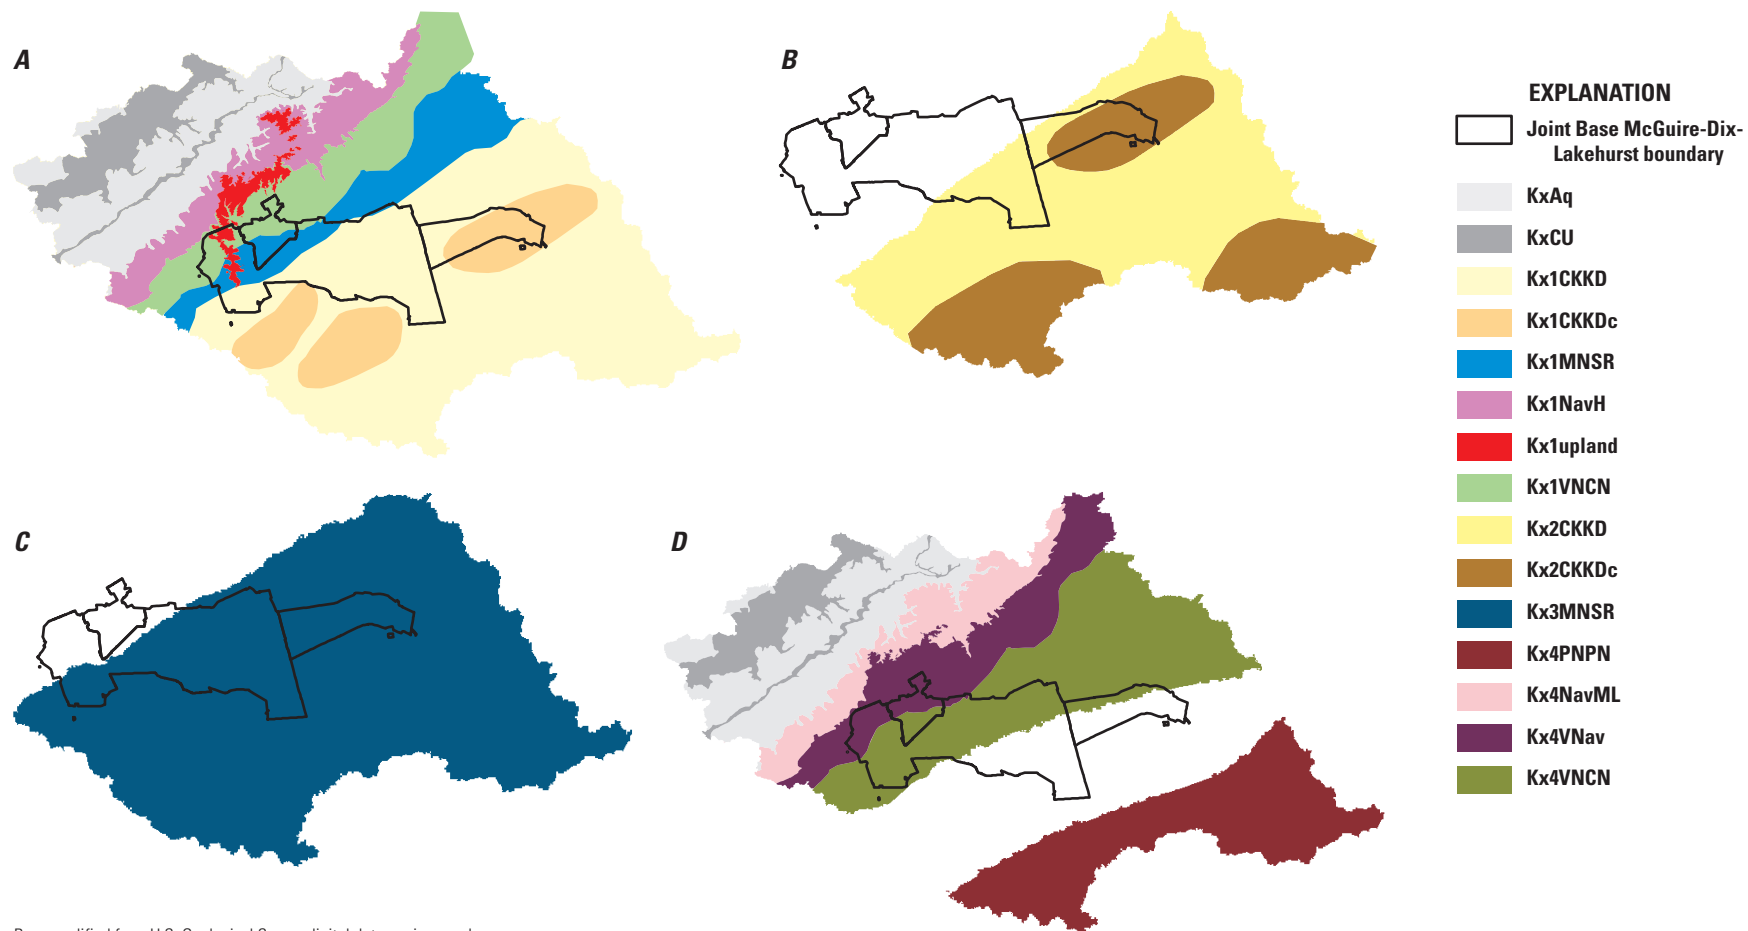 A
B
EXPLANATION
Joint Base McGuire-Dix-
Lakehurst boundary
KxAq
KxCU
Kx1CKKD
Kx1CKKDc
Kx1MNSR
Kx1NavH
Kx1upland
Kx1VNCN
Kx2CKKD
Kx2CKKDc
Kx3MNSR
Kx4PNPN
Kx4NavML
Kx4VNav
Kx4VNCN
C
D